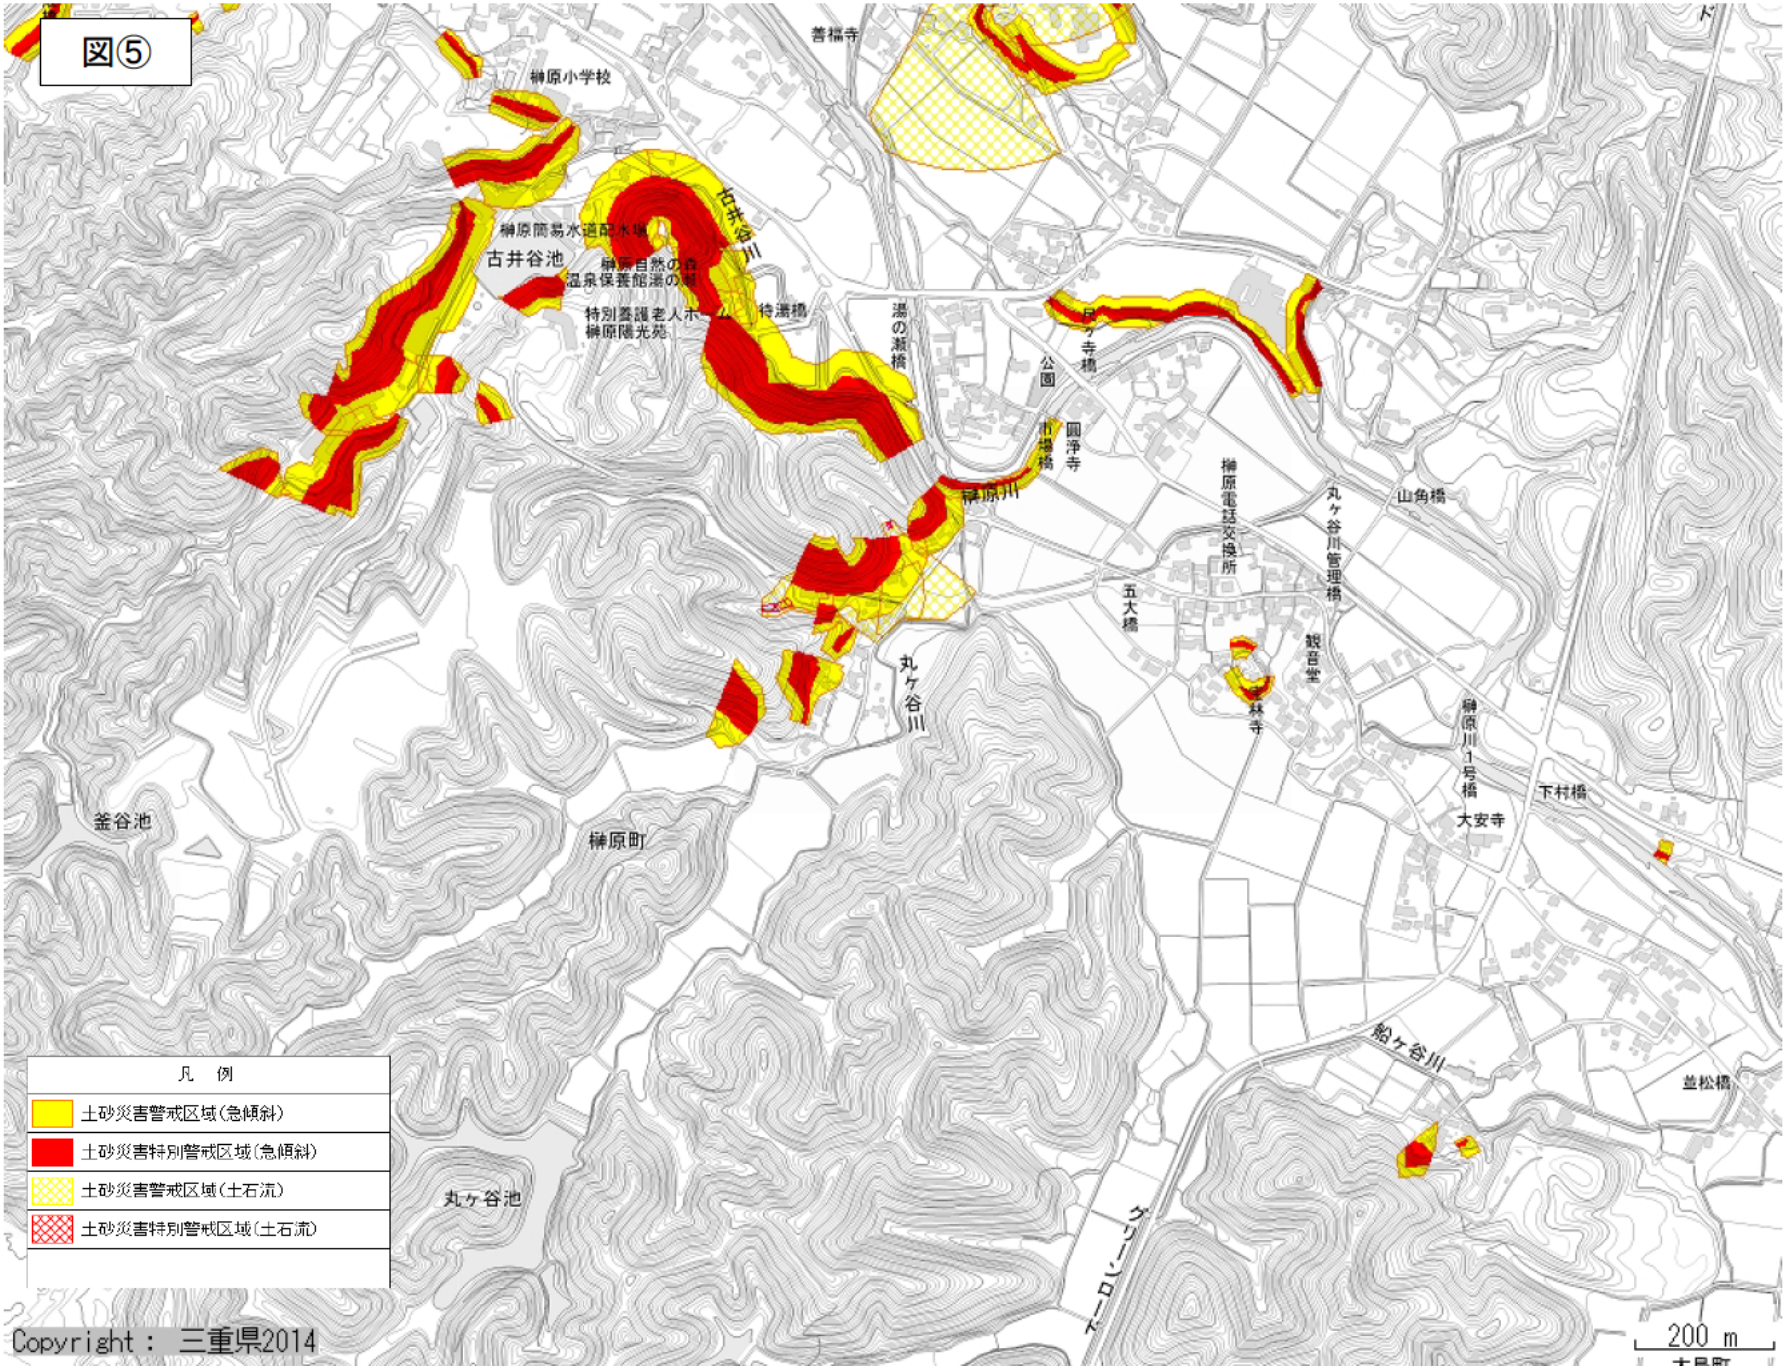 図⑤
善福寺
榊原小学校
古井谷川
榊原簡易水道配水場
古井谷池
榊原自然の森
温泉保養館湯の瀬
特別養護老人ホーム
榊原陽光苑
待湯橋
湯の瀬橋
公園
市場橋
圓浄寺
榊原川
榊原電話交換所
丸ヶ谷川管理橋
山角橋
五大橋
観音堂
林寺
丸ヶ谷川
榊原川1号橋
下村橋
大安寺
釜谷池
榊原町
船ヶ谷川
並松橋
丸ヶ谷池
グリーンロード
凡 例
土砂災害警戒区域(急傾斜)
土砂災害特別警戒区域(急傾斜)
土砂災害警戒区域(土石流)
土砂災害特別警戒区域(土石流)
Copyright : 三重県2014
200 m